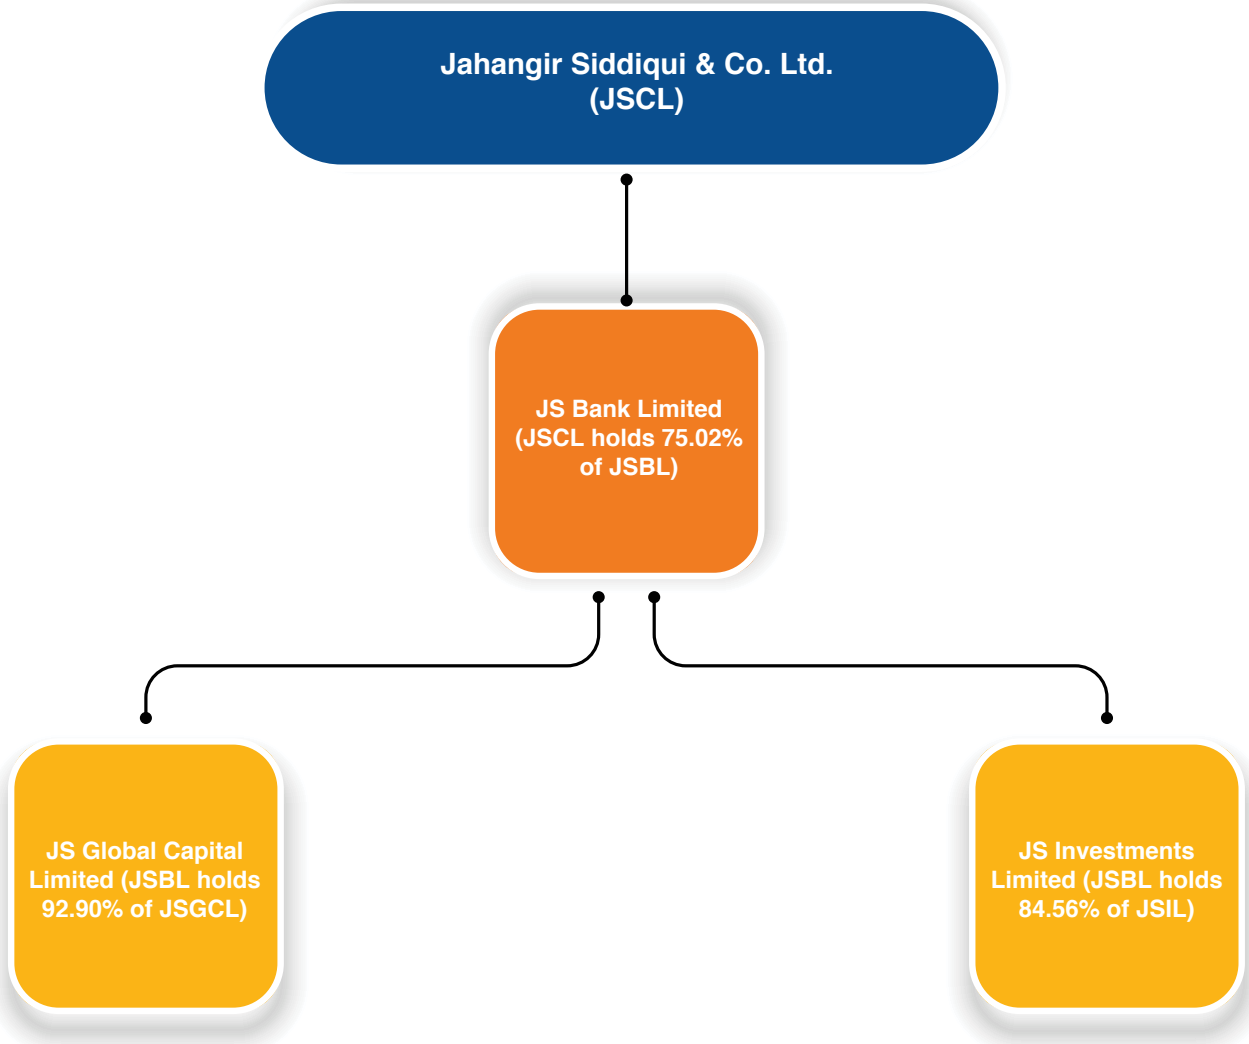 Jahangir Siddiqui & Co. Ltd.
(JSCL)
JS Bank Limited
(JSCL holds 75.02%
of JSBL)
JS Global Capital
Limited (JSBL holds
92.90% of JSGCL)
JS Investments
Limited (JSBL holds
84.56% of JSIL)